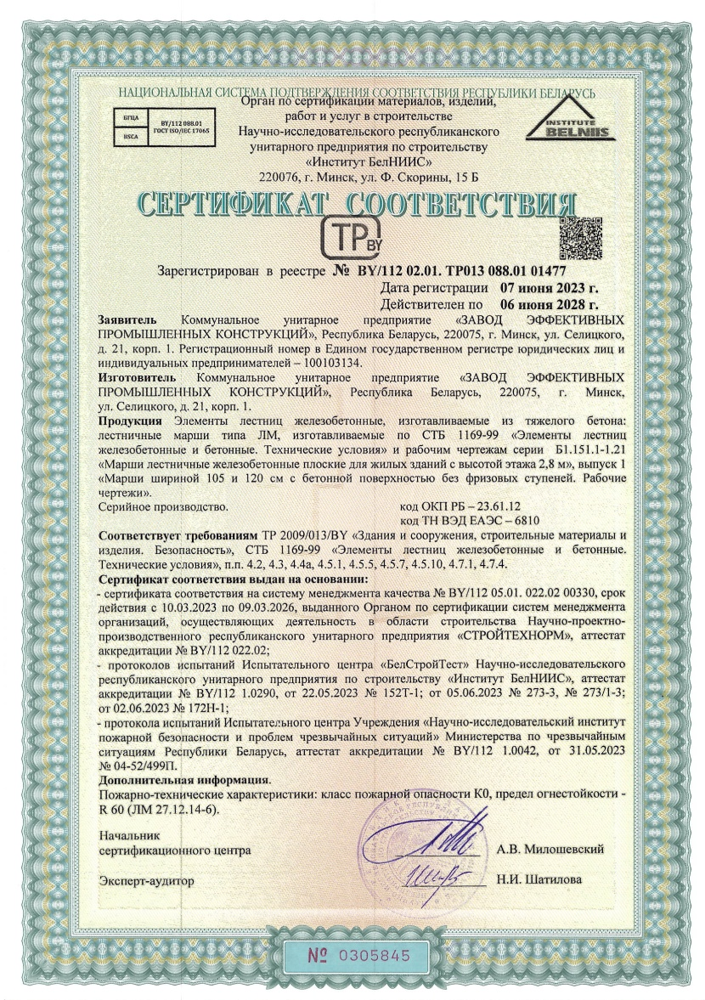 НАЦИОНАЛЬНАЯ СИСТЕМА ПОДТВЕРЖДЕНИЯ СООТВЕТСТВИЯ РЕСПУБЛИКИ БЕЛАРУСЬ
Орган по сертификации материалов, изделий,
работ и услуг в строительстве
Научно-исследовательского республиканского
унитарного предприятия по строительству
«Институт БелНИИС»
220076, г. Минск, ул. Ф. Скорины, 15 Б
БГЦА
BSCA
BY/112 088.01
ГОСТ ISO/IEC 17065
INSTITUTE
BELNIIS
СЕРТИФИКАТ СООТВЕТСТВИЯ
ТР BY
Зарегистрирован в реестре № BY/112 02.01. ТР013 088.01 01477
Дата регистрации 07 июня 2023 г.
Действителен по 06 июня 2028 г.
Заявитель Коммунальное унитарное предприятие «ЗАВОД ЭФФЕКТИВНЫХ
ПРОМЫШЛЕННЫХ КОНСТРУКЦИЙ», Республика Беларусь, 220075, г. Минск, ул. Селицкого,
д. 21, корп. 1. Регистрационный номер в Едином государственном регистре юридических лиц и
индивидуальных предпринимателей – 100103134.
Изготовитель Коммунальное унитарное предприятие «ЗАВОД ЭФФЕКТИВНЫХ
ПРОМЫШЛЕННЫХ КОНСТРУКЦИЙ», Республика Беларусь, 220075, г. Минск,
ул. Селицкого, д. 21, корп. 1.
Продукция Элементы лестниц железобетонные, изготавливаемые из тяжелого бетона:
лестничные марши типа ЛМ, изготавливаемые по СТБ 1169-99 «Элементы лестниц
железобетонные и бетонные. Технические условия» и рабочим чертежам серии Б1.151.1-1.21
«Марши лестничные железобетонные плоские для жилых зданий с высотой этажа 2,8 м», выпуск 1
«Марши шириной 105 и 120 см с бетонной поверхностью без фризовых ступеней. Рабочие
чертежи».
Серийное производство. код ОКП РБ – 23.61.12
код ТН ВЭД ЕАЭС – 6810
Соответствует требованиям ТР 2009/013/BY «Здания и сооружения, строительные материалы и
изделия. Безопасность», СТБ 1169-99 «Элементы лестниц железобетонные и бетонные.
Технические условия», п.п. 4.2, 4.3, 4.4а, 4.5.1, 4.5.5, 4.5.7, 4.5.10, 4.7.1, 4.7.4.
Сертификат соответствия выдан на основании:
- сертификата соответствия на систему менеджмента качества № BY/112 05.01. 022.02 00330, срок
действия с 10.03.2023 по 09.03.2026, выданного Органом по сертификации систем менеджмента
организаций, осуществляющих деятельность в области строительства Научно-проектно-
производственного республиканского унитарного предприятия «СТРОЙТЕХНОРМ», аттестат
аккредитации № BY/112 022.02;
- протоколов испытаний Испытательного центра «БелСтройТест» Научно-исследовательского
республиканского унитарного предприятия по строительству «Институт БелНИИС», аттестат
аккредитации № BY/112 1.0290, от 22.05.2023 № 152Т-1; от 05.06.2023 № 273-3, № 273/1-3;
от 02.06.2023 № 172Н-1;
- протокола испытаний Испытательного центра Учреждения «Научно-исследовательский институт
пожарной безопасности и проблем чрезвычайных ситуаций» Министерства по чрезвычайным
ситуациям Республики Беларусь, аттестат аккредитации № BY/112 1.0042, от 31.05.2023
№ 04-52/499П.
Дополнительная информация.
Пожарно-технические характеристики: класс пожарной опасности К0, предел огнестойкости -
R 60 (ЛМ 27.12.14-6).
Начальник
сертификационного центра А.В. Милошевский
Эксперт-аудитор Н.И. Шатилова
№ 0305845